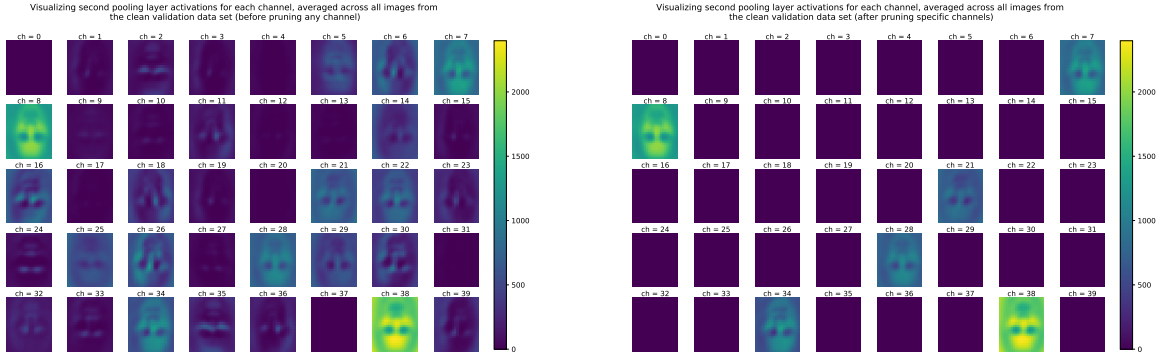 Visualizing second pooling layer activations for each channel, averaged across all images from
the clean validation data set (before pruning any channel)
ch = 0 ch = 1 ch = 2 ch = 3 ch = 4 ch = 5 ch = 6 ch = 7
ch = 8 ch = 9 ch = 10 ch = 11 ch = 12 ch = 13 ch = 14 ch = 15
ch = 16 ch = 17 ch = 18 ch = 19 ch = 20 ch = 21 ch = 22 ch = 23
ch = 24 ch = 25 ch = 26 ch = 27 ch = 28 ch = 29 ch = 30 ch = 31
ch = 32 ch = 33 ch = 34 ch = 35 ch = 36 ch = 37 ch = 38 ch = 39
2000
1500
1000
500
0
Visualizing second pooling layer activations for each channel, averaged across all images from
the clean validation data set (after pruning specific channels)
ch = 0 ch = 1 ch = 2 ch = 3 ch = 4 ch = 5 ch = 6 ch = 7
ch = 8 ch = 9 ch = 10 ch = 11 ch = 12 ch = 13 ch = 14 ch = 15
ch = 16 ch = 17 ch = 18 ch = 19 ch = 20 ch = 21 ch = 22 ch = 23
ch = 24 ch = 25 ch = 26 ch = 27 ch = 28 ch = 29 ch = 30 ch = 31
ch = 32 ch = 33 ch = 34 ch = 35 ch = 36 ch = 37 ch = 38 ch = 39
2000
1500
1000
500
0